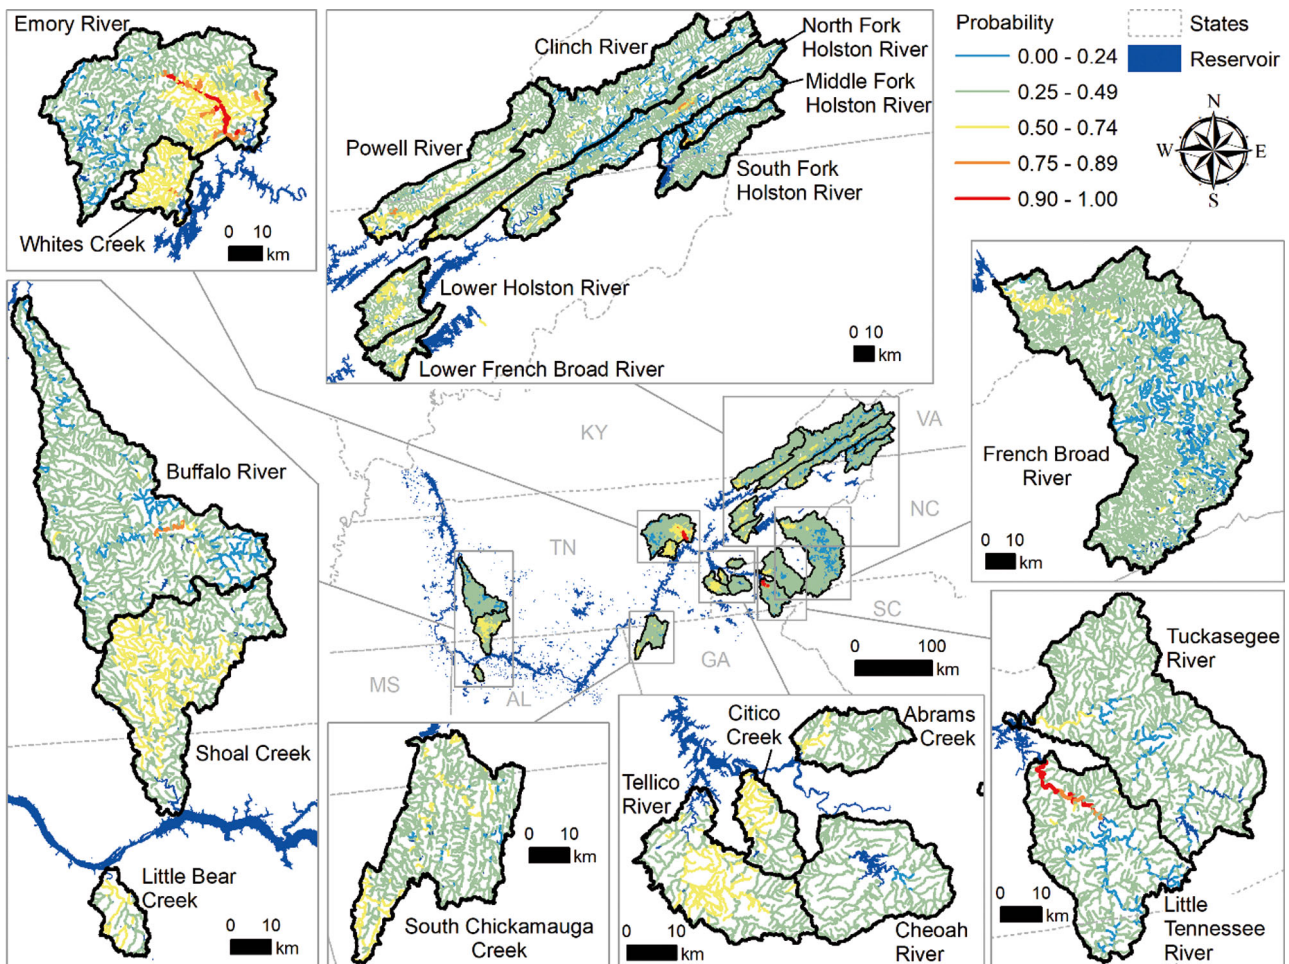 Emory River
Whites Creek
0 10
km
Clinch River
North Fork
Holston River
Middle Fork
Holston River
Powell River
South Fork
Holston River
Lower Holston River
Lower French Broad River
0 10
km
Probability
0.00 - 0.24
0.25 - 0.49
0.50 - 0.74
0.75 - 0.89
0.90 - 1.00
States
Reservoir
N
W E
S
Buffalo River
Shoal Creek
Little Bear
Creek
0 10
km
KY
VA
TN
NC
SC
GA
MS
AL
0 100
km
French Broad
River
0 10
km
South Chickamauga
Creek
0 10
km
Citico
Creek
Abrams
Creek
Tellico
River
Cheoah
River
0 10
km
Tuckasegee
River
Little
Tennessee
River
0 10
km